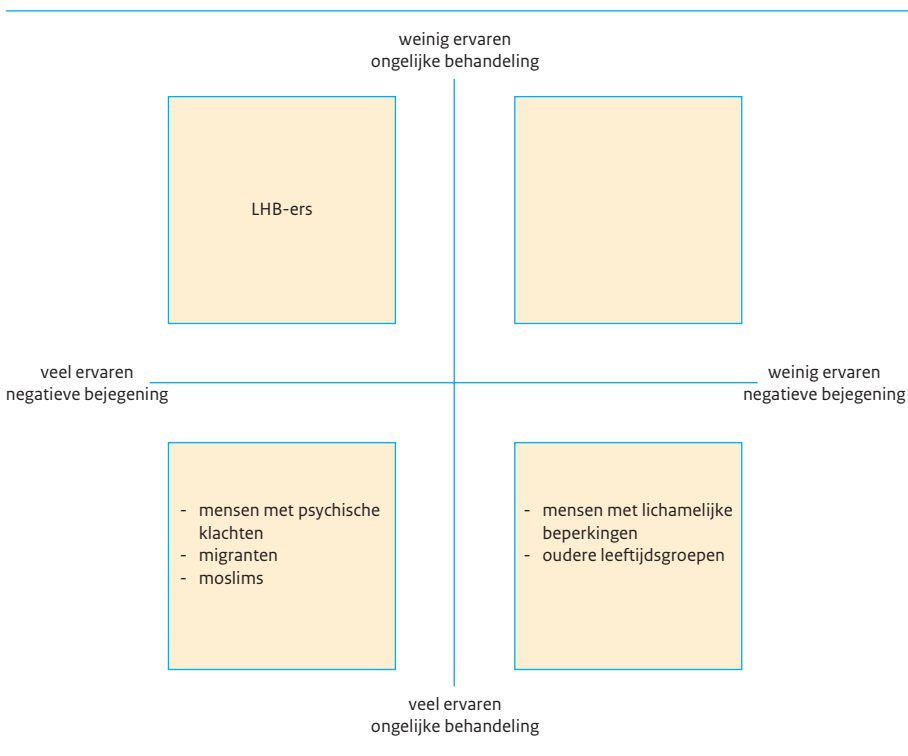 weinig ervaren
ongelijke behandeling
LHB-ers
veel ervaren
negatieve bejegening
weinig ervaren
negatieve bejegening
- mensen met psychische
klachten
- migranten
- moslims
- mensen met lichamelijke
beperkingen
- oudere leeftijdsgroepen
veel ervaren
ongelijke behandeling